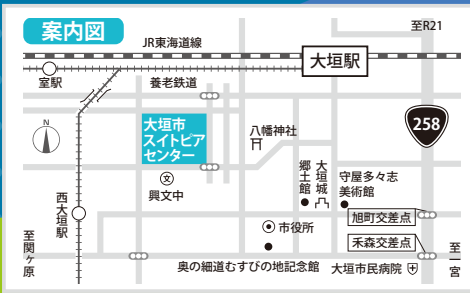 案内図
至R21
JR東海道線
大垣駅
室駅
養老鉄道
N
大垣市
スイトピア
センター
258
八幡神社
文
興文中
郷土館
大垣城
守屋多々志
美術館
西大垣駅
市役所
旭町交差点
禾森交差点
至関ヶ原
至一宮
奥の細道むすびの地記念館
大垣市民病院